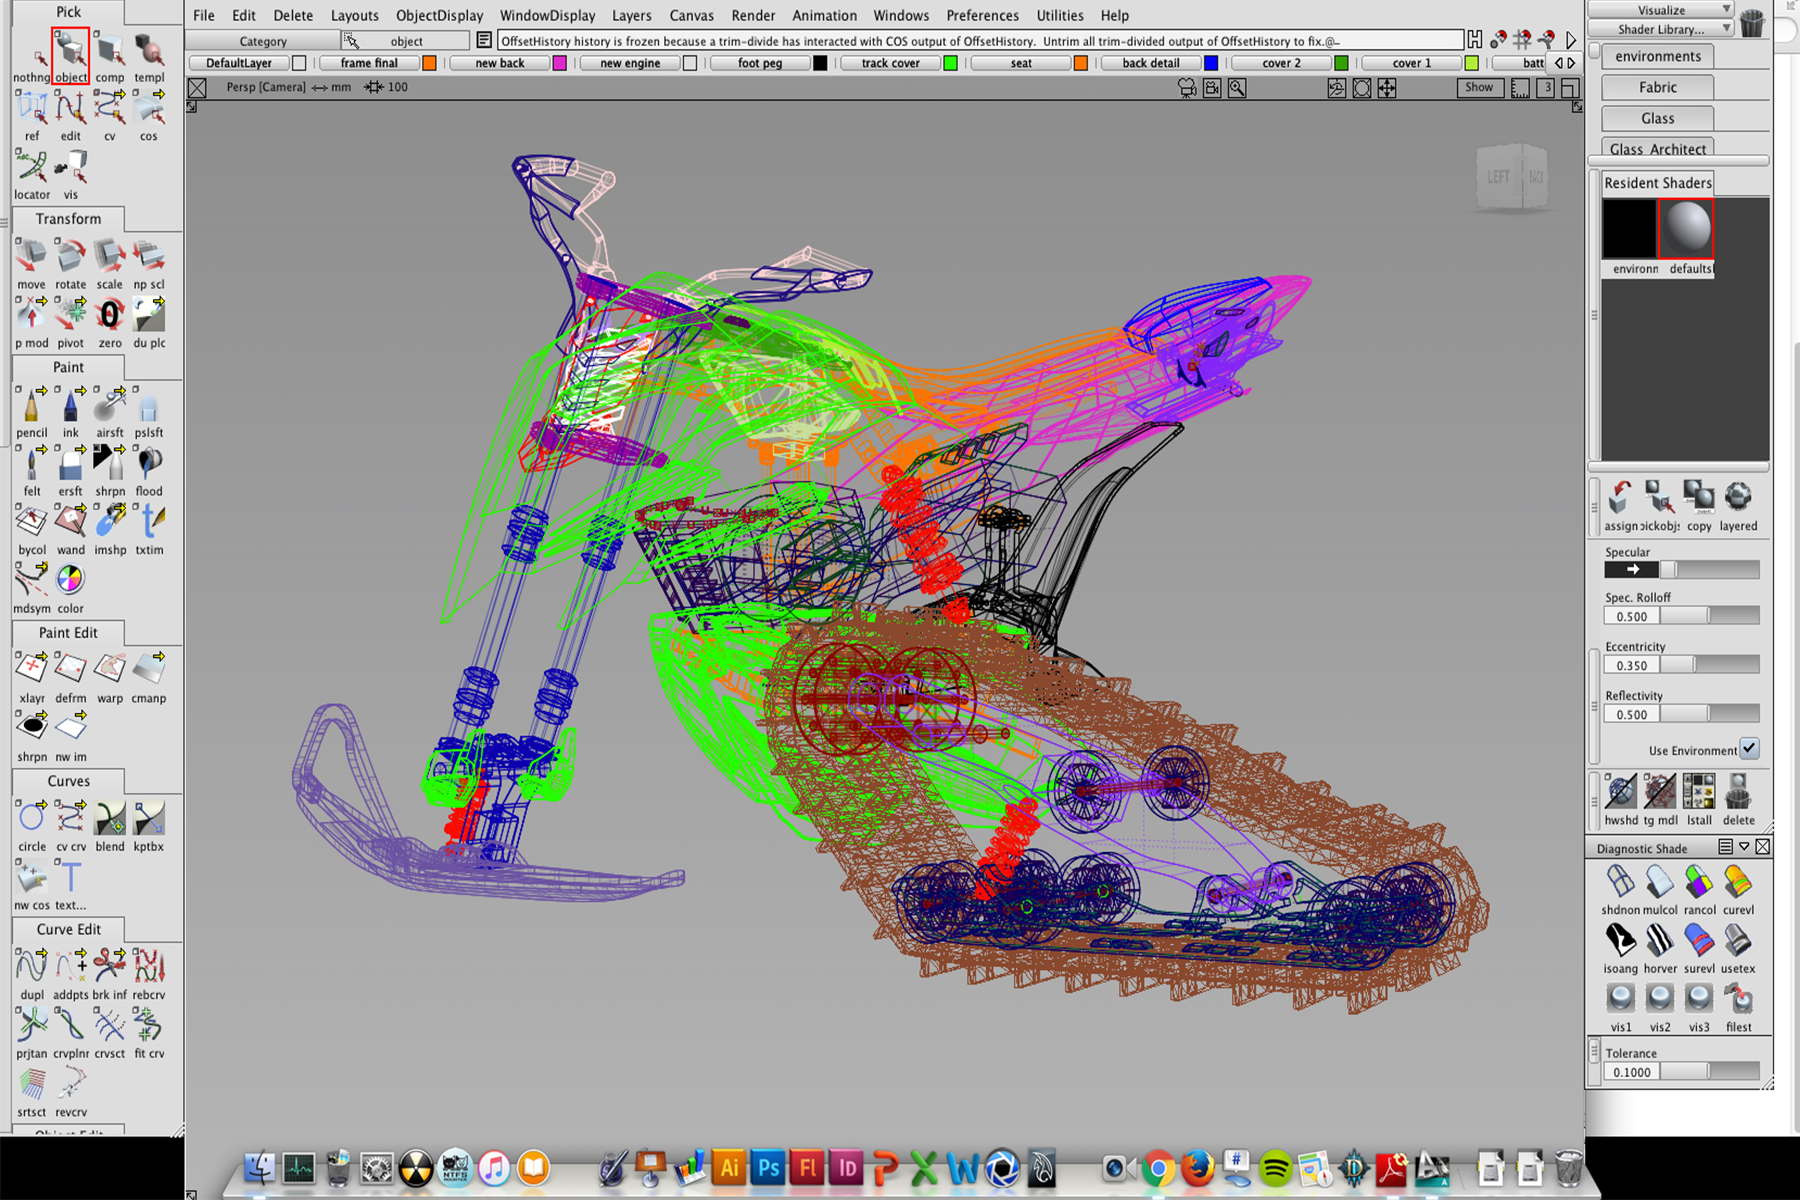 Pick
nothng object comp templ
ref edit cv cos
locator vis
Transform
move rotate scale np scl
p mod pivot zero du plc
Paint
pencil ink airsft pslsft
felt ersft shrpn flood
bycol wand imshp txtim
mdsym color
Paint Edit
xlayr defrm warp cmanp
shrpn nw im
Curves
circle cv crv blend kptbx
nw cos text...
Curve Edit
dupl addpts brk inf rebcrv
prjtan crvplnr crvsct fit crv
srtsct revcrv
Object Edit
File Edit Delete Layouts ObjectDisplay WindowDisplay Layers Canvas Render Animation Windows Preferences Utilities Help
Category object OffsetHistory history is frozen because a trim-divide has interacted with COS output of OffsetHistory. Untrim all trim-divided output of OffsetHistory to fix.@...
DefaultLayer frame final new back new engine foot peg track cover seat back detail cover 2 cover 1 batt
Persp [Camera] mm 100 Show 3
LEFT BACK
Visualize
Shader Library...
environments
Fabric
Glass
Glass Architect
Resident Shaders
environn defaultsl
assign pickobj copy layered
Specular
Spec. Rolloff
0.500
Eccentricity
0.350
Reflectivity
0.500
Use Environment
hwshd tg mdl lstall delete
Diagnostic Shade
shdnon mulcol rancol curevl
isoang horver surevl usetex
vis1 vis2 vis3 filest
Tolerance
0.1000
Ai Ps Fl Id P X W #